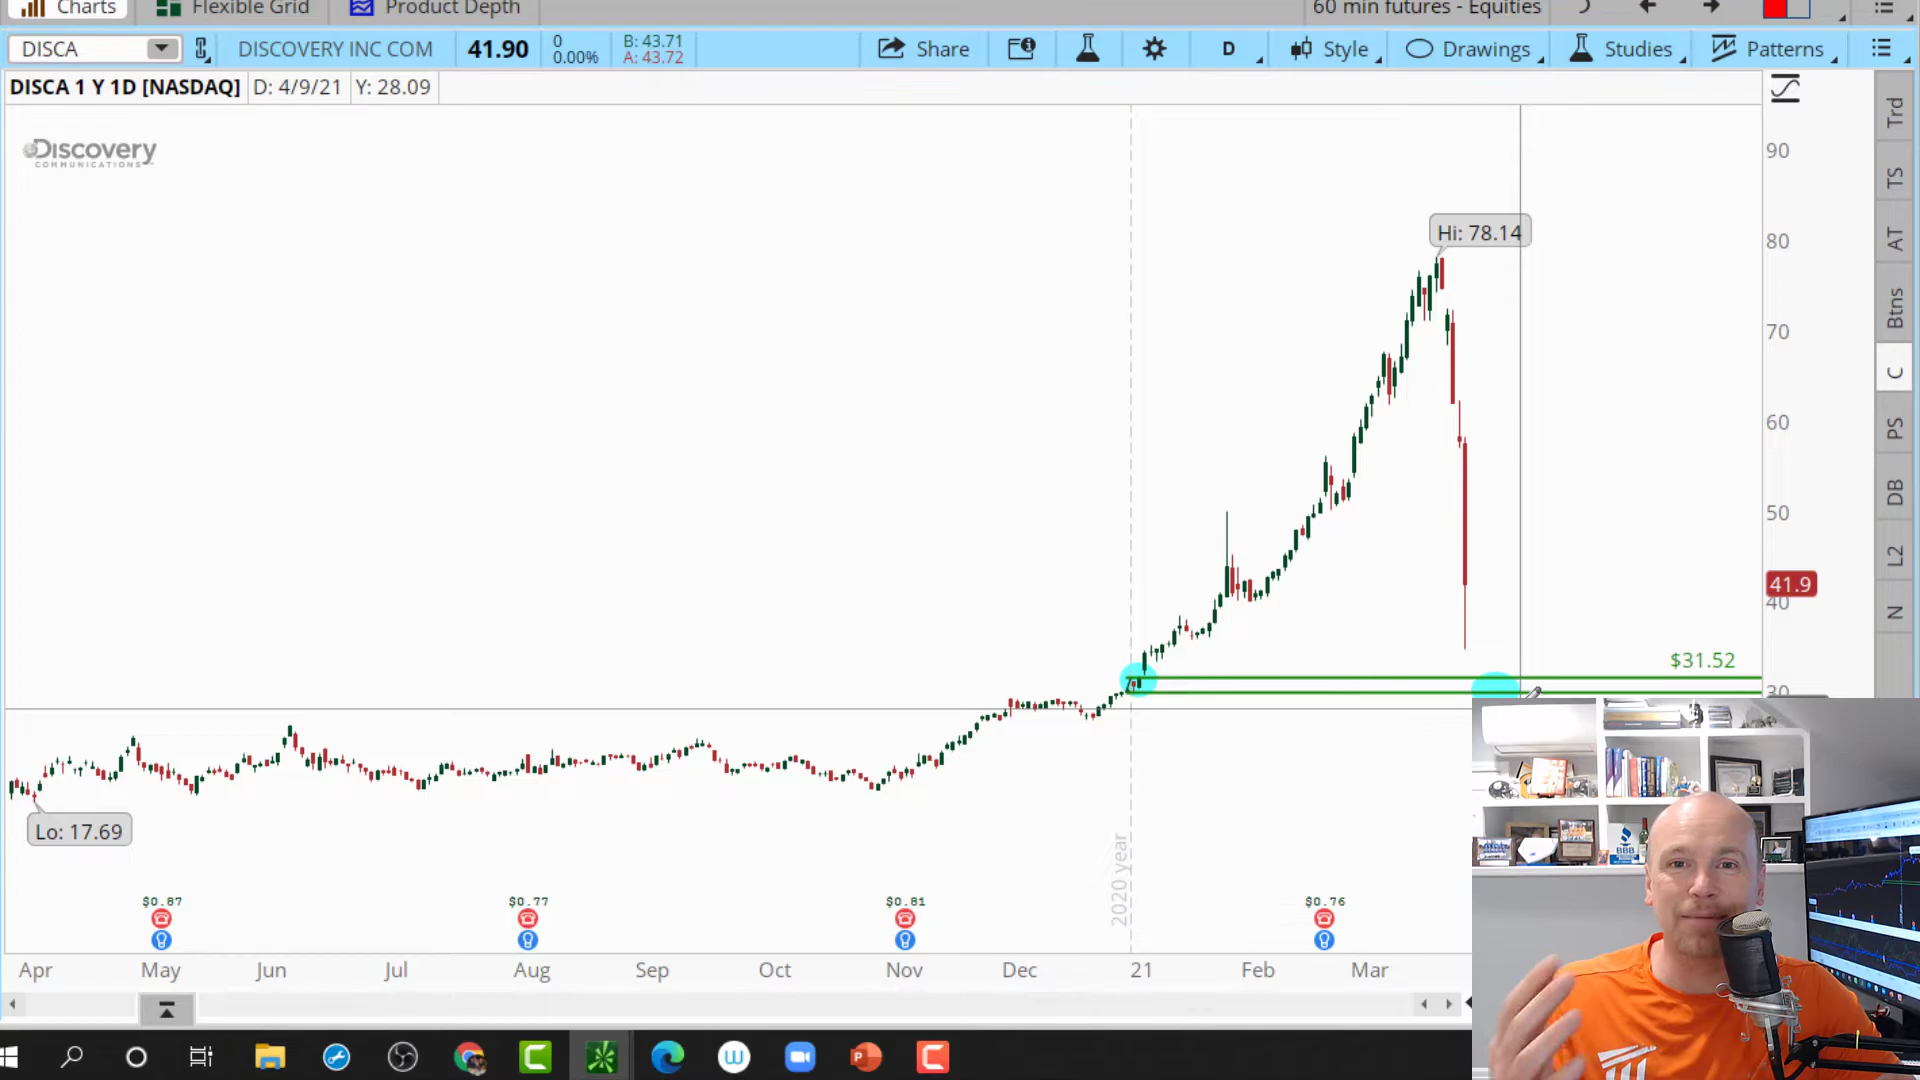 Charts
Flexible Grid
Product Depth
60 min futures - Equities
DISCA
DISCOVERY INC COM
41.90
0
0.00%
B: 43.71
A: 43.72
Share
D
Style
Drawings
Studies
Patterns
DISCA 1 Y 1D [NASDAQ]
D: 4/9/21
Y: 28.09
Discovery
COMMUNICATIONS
Hi: 78.14
90
80
70
60
50
41.9
40
30
$31.52
Lo: 17.69
2020 year
$0.87
$0.77
$0.81
$0.76
Apr
May
Jun
Jul
Aug
Sep
Oct
Nov
Dec
21
Feb
Mar
Trd
TS
AT
Btns
C
PS
DB
L2
N
BBB